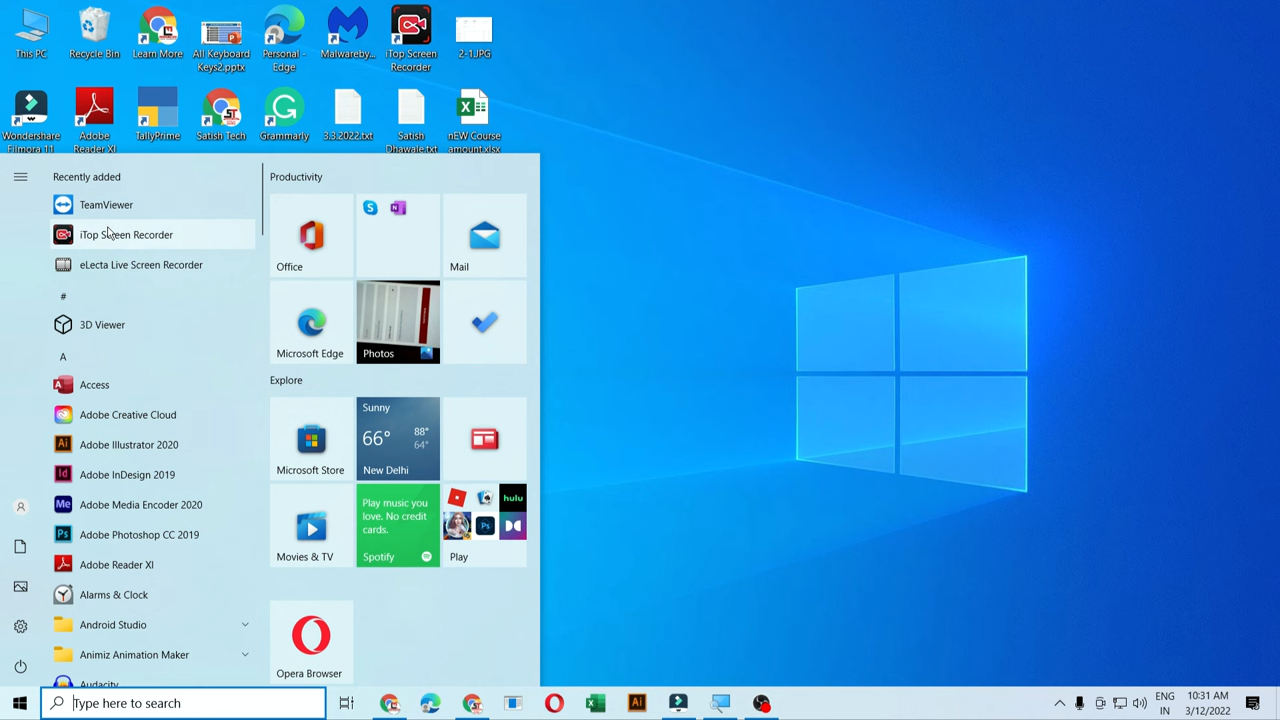 This PC
Recycle Bin
Learn More
All Keyboard
Keys2.pptx
Personal -
Edge
Malwareby...
iTop Screen
Recorder
2-1JPG
Wondershare
Filmora 11
Adobe
Reader XI
TallyPrime
Satish Tech
Grammarly
3.3.2022.txt
Satish
Dhawale.txt
nEW Course
amount.xlsx
Recently added
TeamViewer
iTop Screen Recorder
eLecta Live Screen Recorder
#
3D Viewer
A
Access
Adobe Creative Cloud
Adobe Illustrator 2020
Adobe InDesign 2019
Adobe Media Encoder 2020
Adobe Photoshop CC 2019
Adobe Reader XI
Alarms & Clock
Android Studio
Animiz Animation Maker
Audacity
Productivity
Office
Mail
Microsoft Edge
Photos
Explore
Microsoft Store
Sunny
66°
88°
64°
New Delhi
Movies & TV
Play music you
love. No credit
cards.
Spotify
hulu
Play
Opera Browser
Type here to search
ENG
IN
10:31 AM
3/12/2022